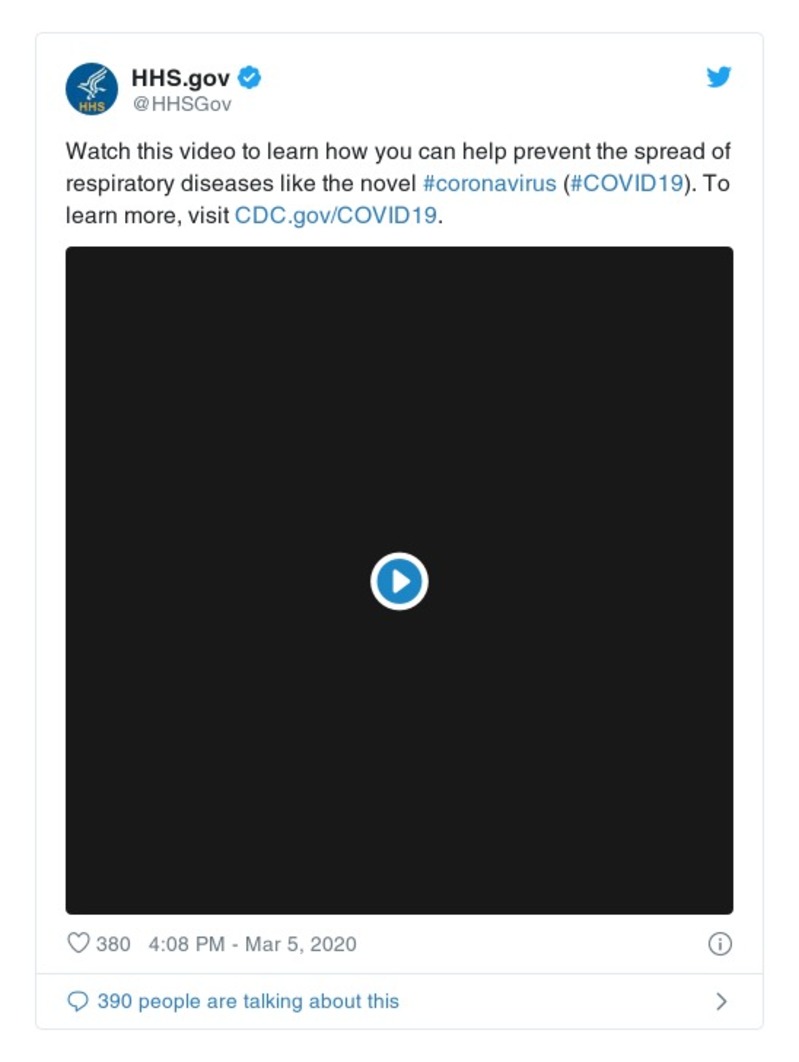 HHS.gov
HHS
@HHSGov
Watch this video to learn how you can help prevent the spread of
respiratory diseases like the novel #coronavirus (#COVID19). To
learn more, visit CDC.gov/COVID19.
380 4:08 PM - Mar 5, 2020
390 people are talking about this